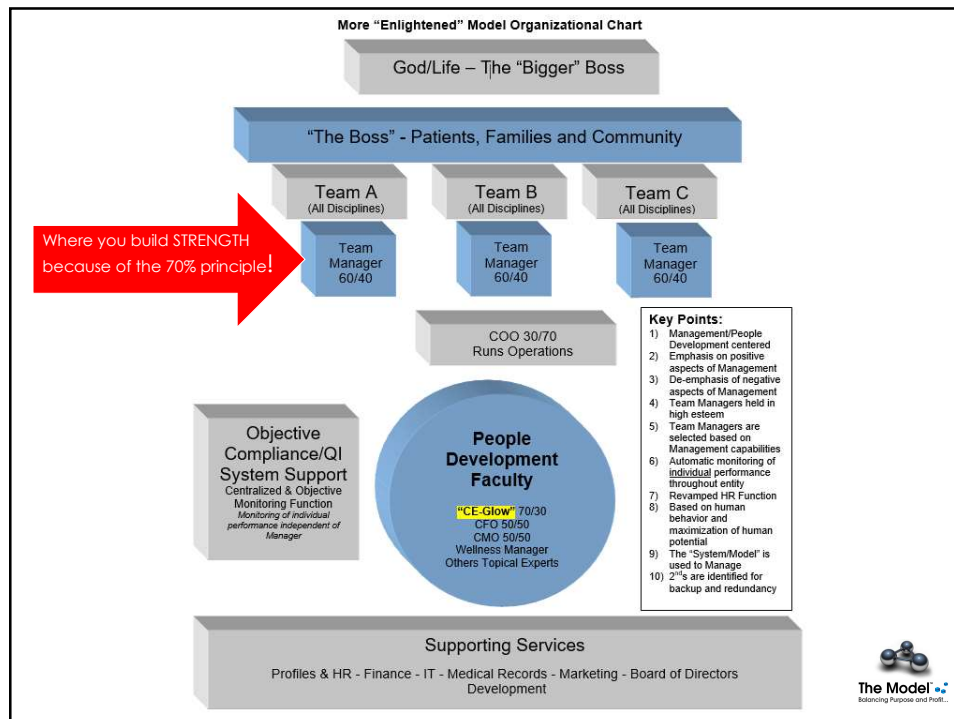 More “Enlightened” Model Organizational Chart
God/Life – The “Bigger” Boss
“The Boss” - Patients, Families and Community
Team A
(All Disciplines)
Team B
(All Disciplines)
Team C
(All Disciplines)
Where you build STRENGTH
because of the 70% principle!
Team
Manager
60/40
Team
Manager
60/40
Team
Manager
60/40
COO 30/70
Runs Operations
Key Points:
1) Management/People
Development centered
2) Emphasis on positive
aspects of Management
3) De-emphasis of negative
aspects of Management
4) Team Managers held in
high esteem
5) Team Managers are
selected based on
Management capabilities
6) Automatic monitoring of
individual performance
throughout entity
7) Revamped HR Function
8) Based on human
behavior and
maximization of human
potential
9) The “System/Model” is
used to Manage
10) 2nd's are identified for
backup and redundancy
Objective
Compliance/QI
System Support
Centralized & Objective
Monitoring Function
Monitoring of individual
performance independent of
Manager
People
Development
Faculty
“CE-Glow” 70/30
CFO 50/50
CMO 50/50
Wellness Manager
Others Topical Experts
Supporting Services
Profiles & HR - Finance - IT - Medical Records - Marketing - Board of Directors
Development
The Model™
Balancing Purpose and Profit...